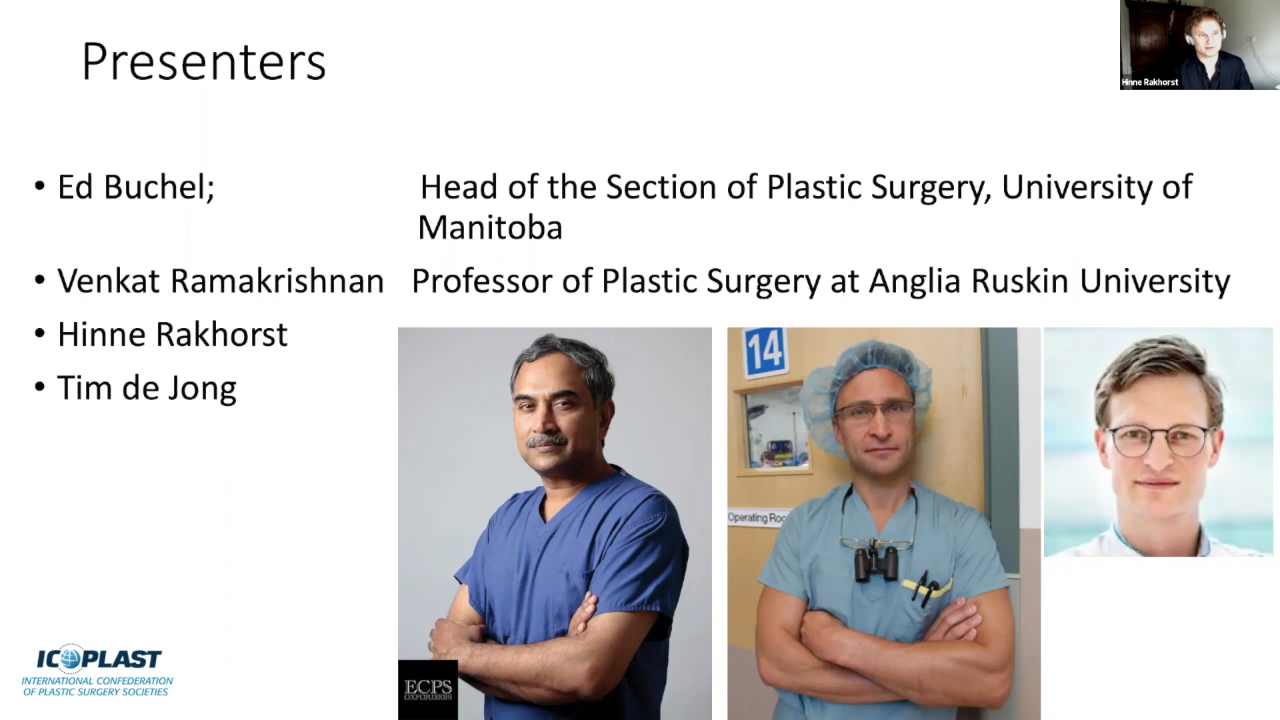 Presenters
Hinne Rakhorst
• Ed Buchel; Head of the Section of Plastic Surgery, University of
Manitoba
• Venkat Ramakrishnan Professor of Plastic Surgery at Anglia Ruskin University
• Hinne Rakhorst
• Tim de Jong
14
Operating Roo
ECPS
OXFORD2019
ICOPLAST
INTERNATIONAL CONFEDERATION
OF PLASTIC SURGERY SOCIETIES